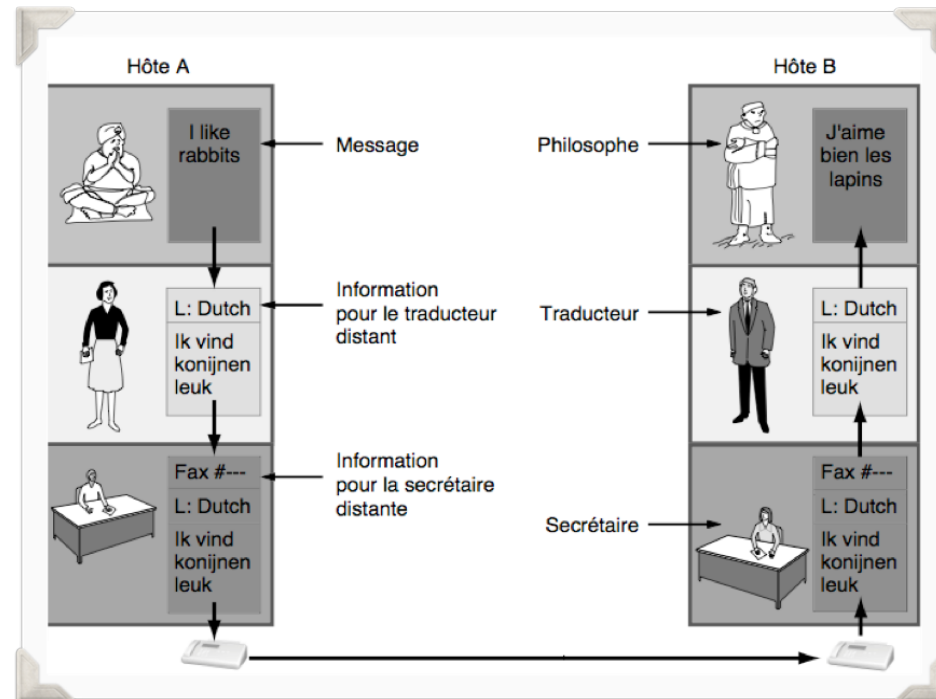 Hôte A
Hôte B
I like
rabbits
Message
Philosophe
J'aime
bien les
lapins
L: Dutch
Ik vind
konijnen
leuk
Information
pour le traducteur
distant
Traducteur
L: Dutch
Ik vind
konijnen
leuk
Fax #---
L: Dutch
Ik vind
konijnen
leuk
Information
pour la secrétaire
distante
Secrétaire
Fax #---
L: Dutch
Ik vind
konijnen
leuk